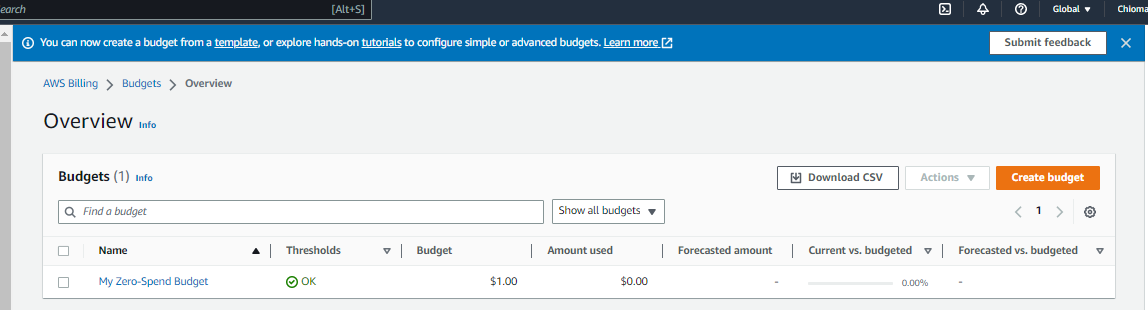 earch [Alt+S] Global Chioma
You can now create a budget from a template, or explore hands-on tutorials to configure simple or advanced budgets. Learn more Submit feedback
AWS Billing Budgets Overview
Overview Info
Budgets (1) Info Download CSV Actions Create budget
Find a budget Show all budgets 1
Name Thresholds Budget Amount used Forecasted amount Current vs. budgeted Forecasted vs. budgeted
My Zero-Spend Budget OK $1.00 $0.00 - 0.00% -